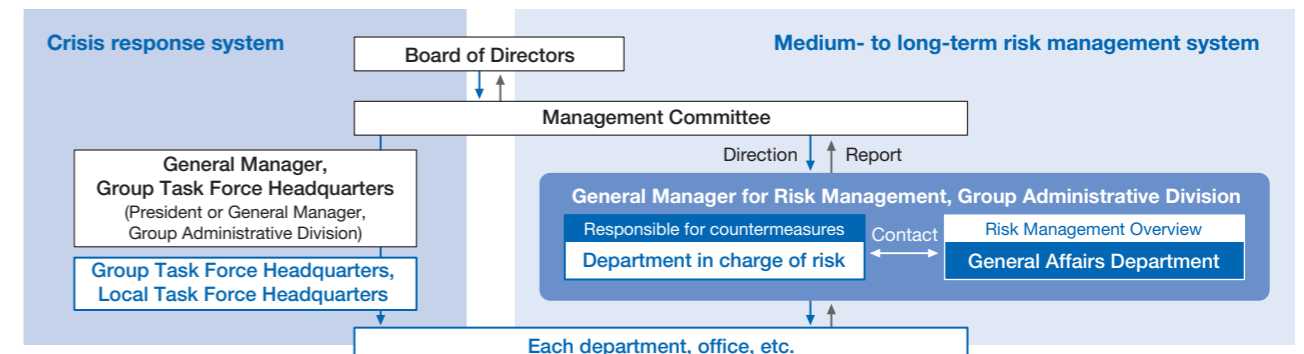 Crisis response system
Medium- to long-term risk management system
Board of Directors
Management Committee
General Manager,
Group Task Force Headquarters
(President or General Manager,
Group Administrative Division)
Group Task Force Headquarters,
Local Task Force Headquarters
Direction
Report
General Manager for Risk Management, Group Administrative Division
Responsible for countermeasures
Department in charge of risk
Contact
Risk Management Overview
General Affairs Department
Each department, office, etc.